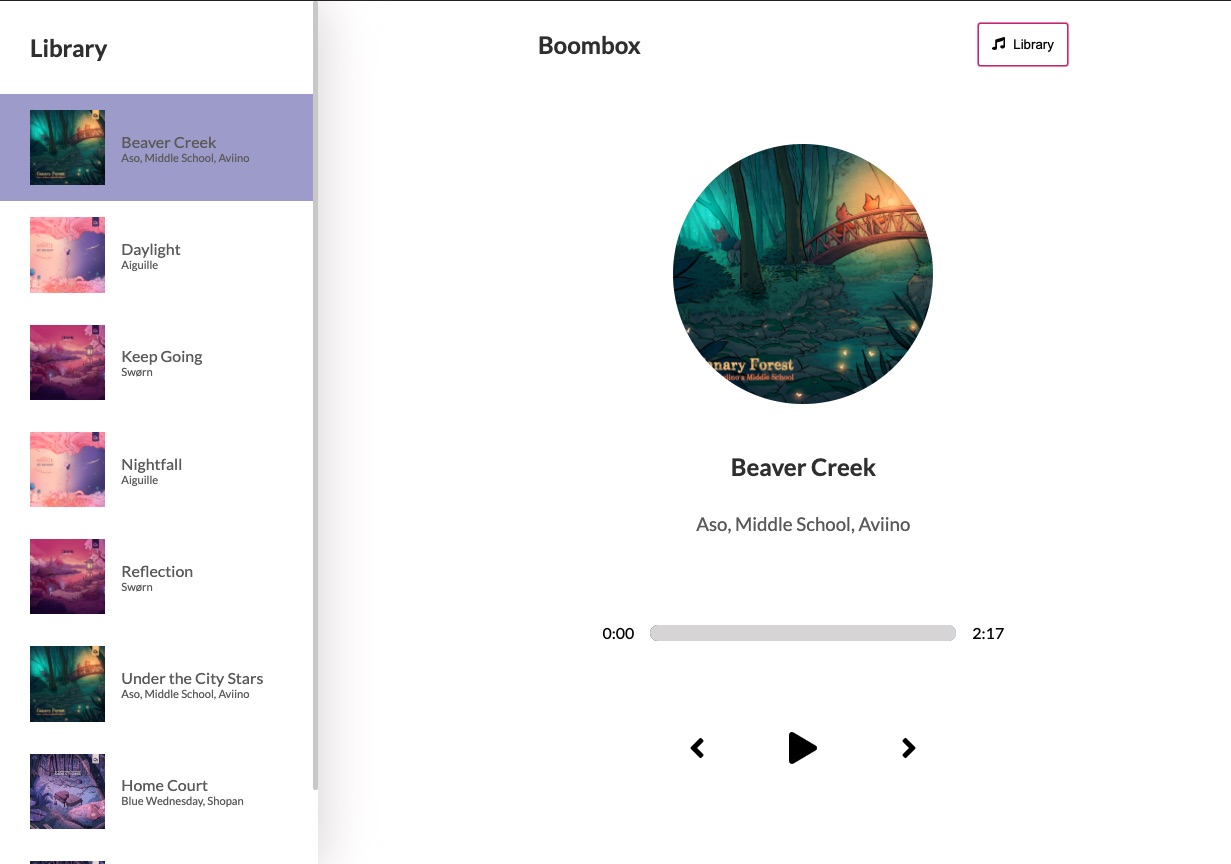 Library
Beaver Creek
Aso, Middle School, Aviino
Daylight
Aiguille
Keep Going
Swørn
Nightfall
Aiguille
Reflection
Swørn
Under the City Stars
Aso, Middle School, Aviino
Home Court
Blue Wednesday, Shopan
Boombox
Library
nary Forest
x Middle School
Beaver Creek
Aso, Middle School, Aviino
0:00
2:17